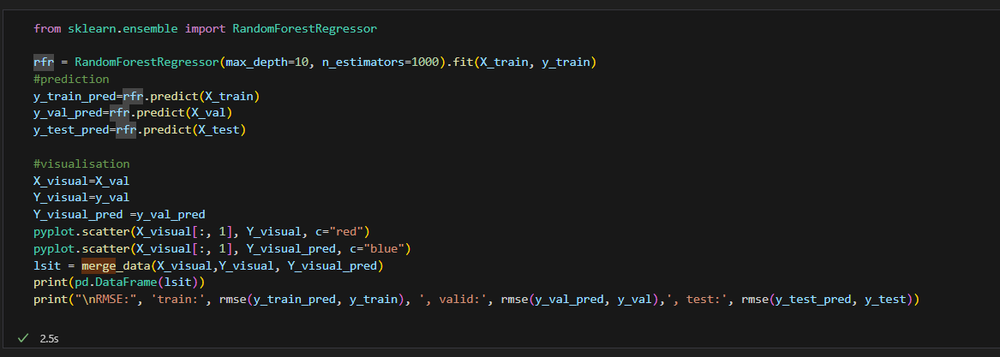 from sklearn.ensemble import RandomForestRegressor
rfr = RandomForestRegressor(max_depth=10, n_estimators=1000).fit(X_train, y_train)
#prediction
y_train_pred=rfr.predict(X_train)
y_val_pred=rfr.predict(X_val)
y_test_pred=rfr.predict(X_test)
#visualisation
X_visual=X_val
Y_visual=y_val
Y_visual_pred =y_val_pred
pyplot.scatter(X_visual[:, 1], Y_visual, c="red")
pyplot.scatter(X_visual[:, 1], Y_visual_pred, c="blue")
lsit = merge_data(X_visual,Y_visual, Y_visual_pred)
print(pd.DataFrame(lsit))
print("\nRMSE:", 'train:', rmse(y_train_pred, y_train), ', valid:', rmse(y_val_pred, y_val),', test:', rmse(y_test_pred, y_test))
2.5s